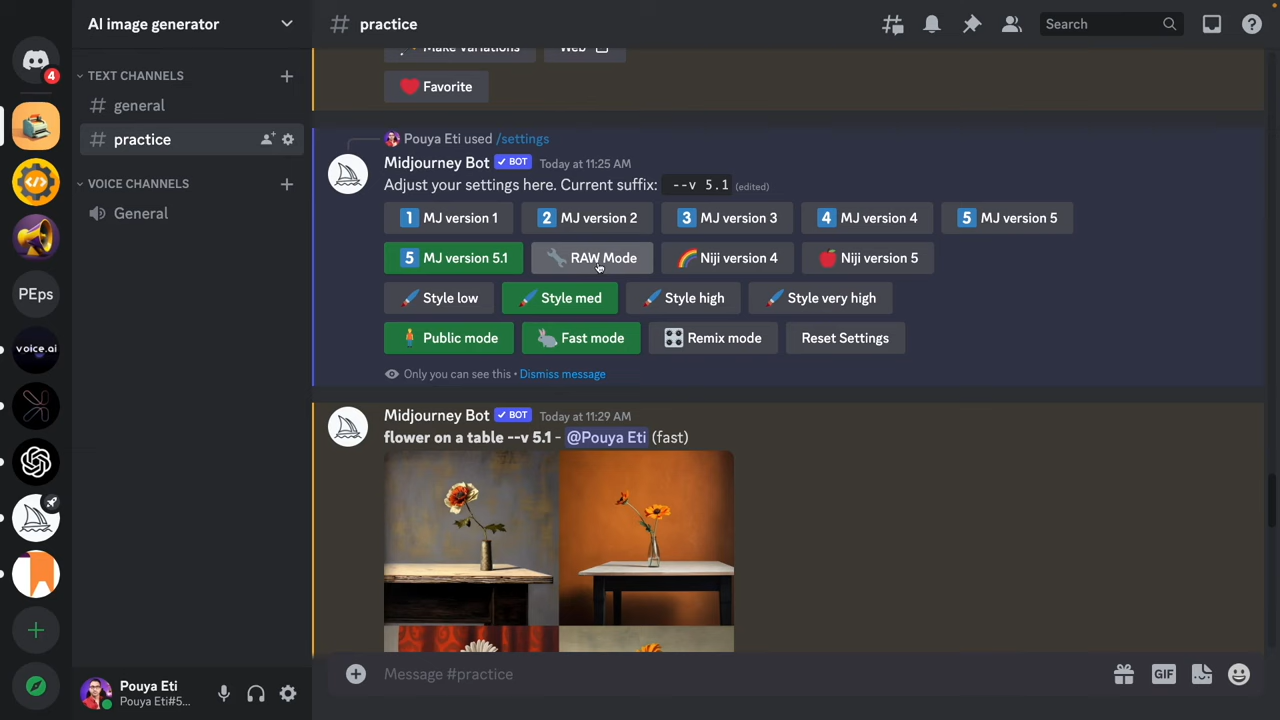 AI image generator
# practice
Search
4
TEXT CHANNELS
# general
# practice
VOICE CHANNELS
General
PEps
voice.ai
Pouya Eti
Pouya Eti#5...
Make Variations
Web
Favorite
Pouya Eti used /settings
Midjourney Bot ✓ BOT Today at 11:25 AM
Adjust your settings here. Current suffix: --v 5.1 (edited)
1 MJ version 1 2 MJ version 2 3 MJ version 3 4 MJ version 4 5 MJ version 5
5 MJ version 5.1 RAW Mode Niji version 4 Niji version 5
Style low Style med Style high Style very high
Public mode Fast mode Remix mode Reset Settings
Only you can see this • Dismiss message
Midjourney Bot ✓ BOT Today at 11:29 AM
flower on a table --v 5.1 - @Pouya Eti (fast)
Message #practice
GIF